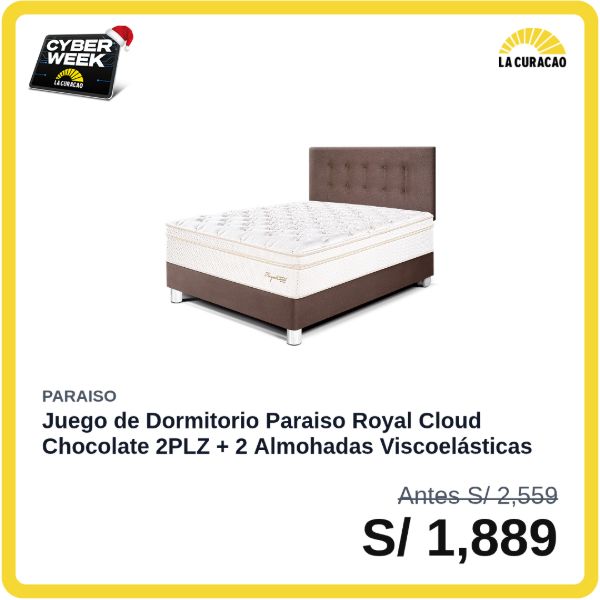 CYBER
WEEK
LA CURACAO
LA CURACAO
PARAISO
Juego de Dormitorio Paraiso Royal Cloud
Chocolate 2PLZ + 2 Almohadas Viscoelásticas
Antes S/ 2,559
S/ 1,889